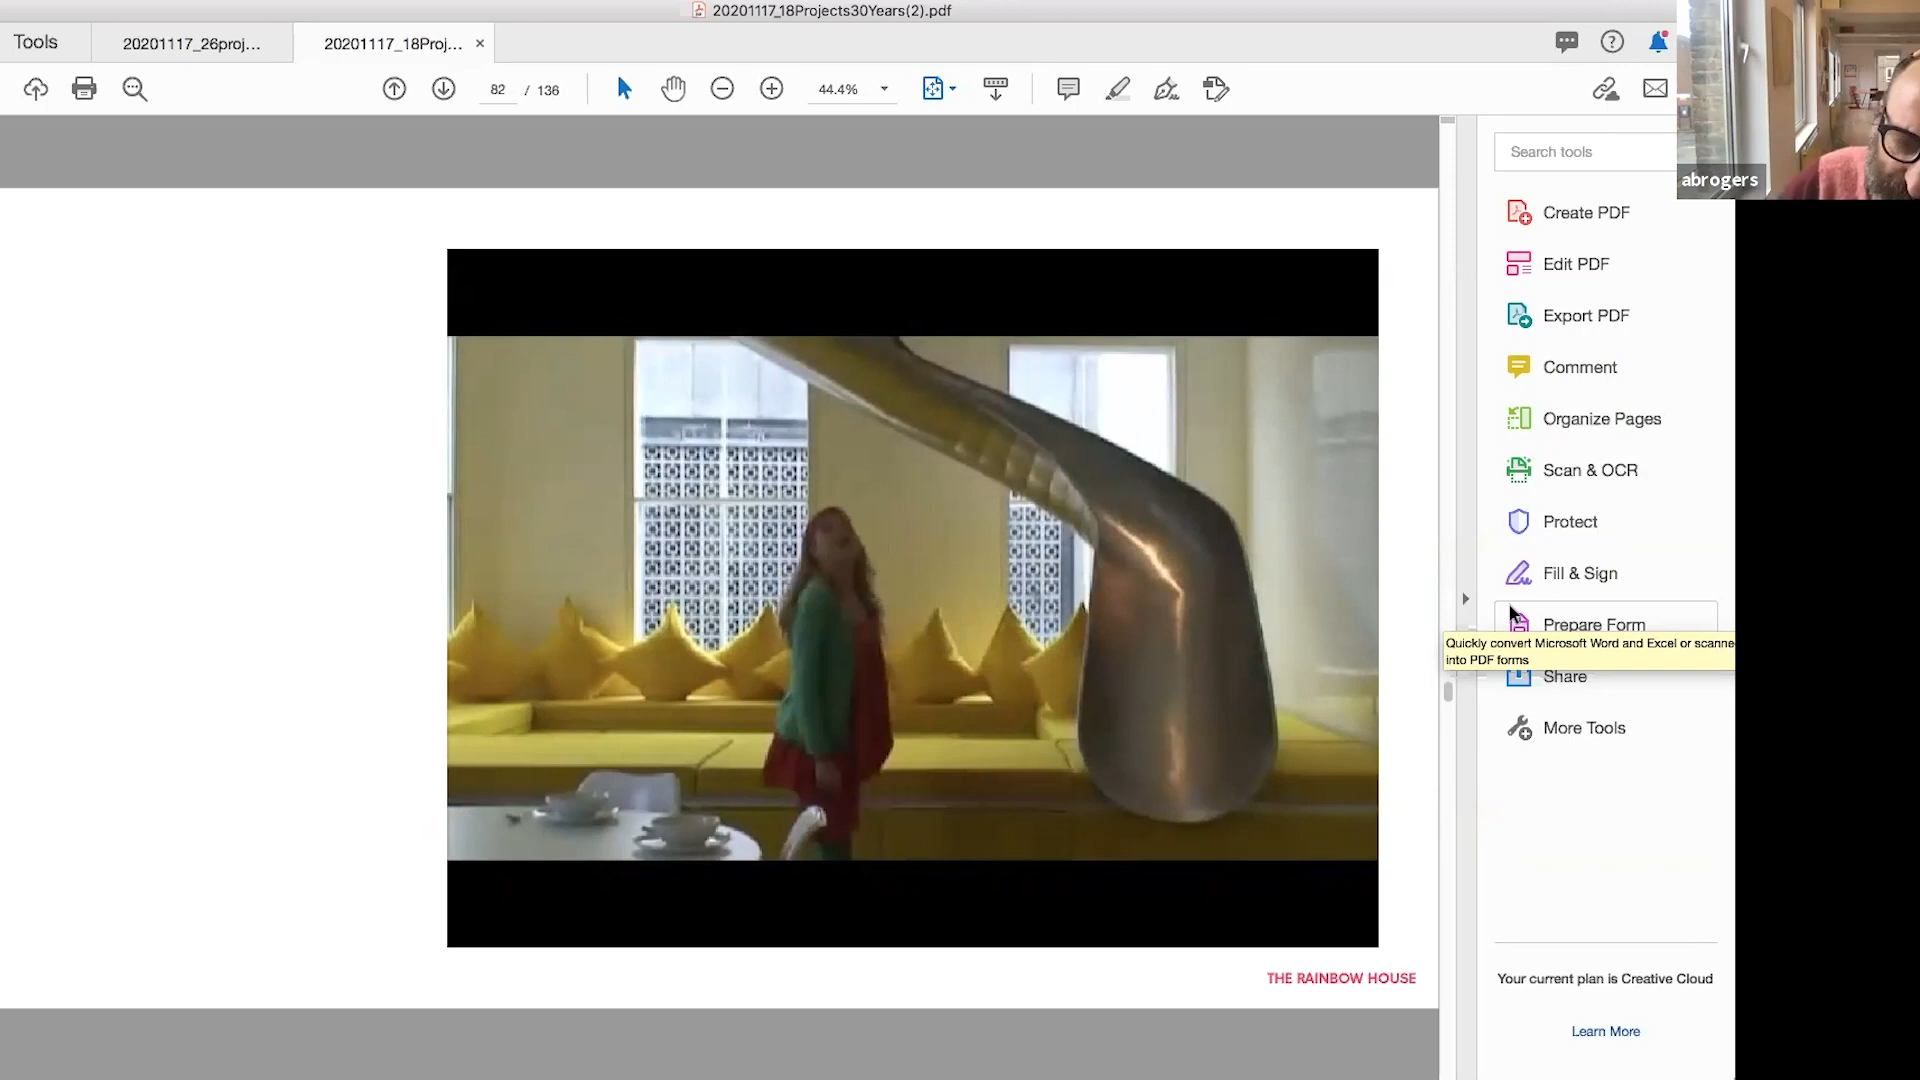 20201117_18Projects30Years(2).pdf
Tools
20201117_26proj...
20201117_18Proj...
82 / 136
44.4%
Search tools
abrogers
Create PDF
Edit PDF
Export PDF
Comment
Organize Pages
Scan & OCR
Protect
Fill & Sign
Prepare Form
Quickly convert Microsoft Word and Excel or scanne
into PDF forms
Share
More Tools
THE RAINBOW HOUSE
Your current plan is Creative Cloud
Learn More